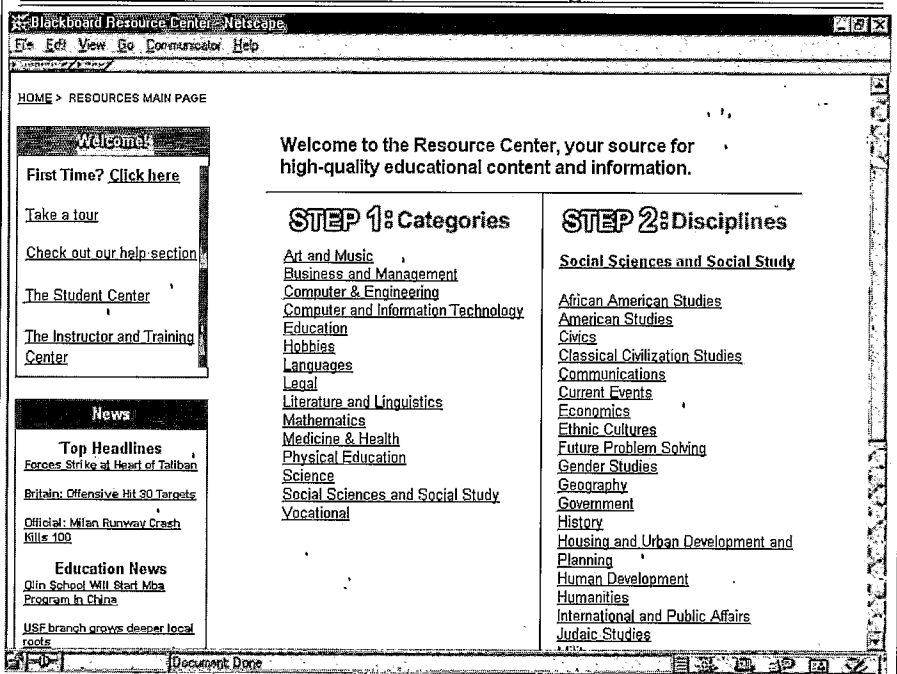 Blackboard Resource Center - Netscape
File Edit View Go Communicator Help
HOME > RESOURCES MAIN PAGE
Welcome!
First Time? Click here
Take a tour
Check out our help section
The Student Center
The Instructor and Training
Center
News
Top Headlines
Forces Strike at Heart of Taliban
Britain: Offensive Hit 30 Targets
Official: Milan Runway Crash
Kills 100
Education News
Olin School Will Start Mba
Program In China
USF branch grows deeper local
roots
Welcome to the Resource Center, your source for
high-quality educational content and information.
STEP 1: Categories
Art and Music
Business and Management
Computer & Engineering
Computer and Information Technology
Education
Hobbies
Languages
Legal
Literature and Linguistics
Mathematics
Medicine & Health
Physical Education
Science
Social Sciences and Social Study
Vocational
STEP 2: Disciplines
Social Sciences and Social Study
African American Studies
American Studies
Civics
Classical Civilization Studies
Communications
Current Events
Economics
Ethnic Cultures
Future Problem Solving
Gender Studies
Geography
Government
History
Housing and Urban Development and
Planning
Human Development
Humanities
International and Public Affairs
Judaic Studies
Document: Done